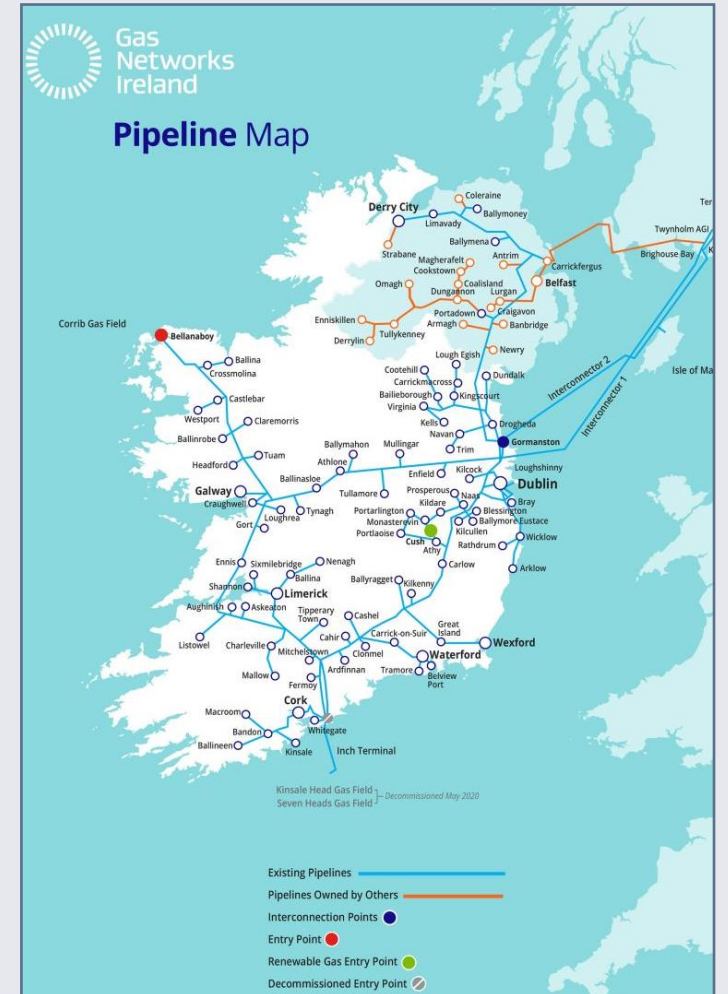 Gas
Networks
Ireland
Pipeline Map
Coleraine
Derry City
Ballymoney
Limavady
Ter
Ballymena
Twynholm AGI
Strabane
Magherafelt
Antrim
Carrickfergus
Brighouse Bay
K
Cookstown
Omagh
Coalisland
Belfast
Dungannon
Lurgan
Craigavon
Portadown
Enniskillen
Armagh
Banbridge
Tullykenney
Derrylin
Corrib Gas Field
Bellanaboy
Newry
Lough Egish
Isle of Ma
Ballina
Crossmolina
Cootehill
Dundalk
Carrickmacross
Interconnector 2
Interconnector 1
Castlebar
Bailieborough
Kingscourt
Virginia
Westport
Claremorris
Kells
Drogheda
Ballinrobe
Navan
Gormanston
Ballymahon
Mullingar
Trim
Tuam
Headford
Athlone
Kilcock
Loughshinny
Enfield
Ballinasloe
Dublin
Galway
Tullamore
Prosperous
Naas
Craughwell
Kildare
Bray
Loughrea
Tynagh
Portarlington
Blessington
Monasterevin
Ballymore Eustace
Gort
Portlaoise
Kilcullen
Cush
Athy
Wicklow
Rathdrum
Ennis
Sixmilebridge
Nenagh
Carlow
Arklow
Ballina
Ballyragget
Kilkenny
Shannon
Limerick
Aughinish
Askeaton
Tipperary
Town
Cashel
Great
Island
Listowel
Charleville
Cahir
Carrick-on-Suir
Wexford
Mitchelstown
Clonmel
Waterford
Ardfinnan
Tramore
Belview
Port
Mallow
Fermoy
Cork
Macroom
Bandon
Whitegate
Ballineen
Kinsale
Inch Terminal
Kinsale Head Gas Field
Seven Heads Gas Field
Decommissioned May 2020
Existing Pipelines
Pipelines Owned by Others
Interconnection Points
Entry Point
Renewable Gas Entry Point
Decommissioned Entry Point